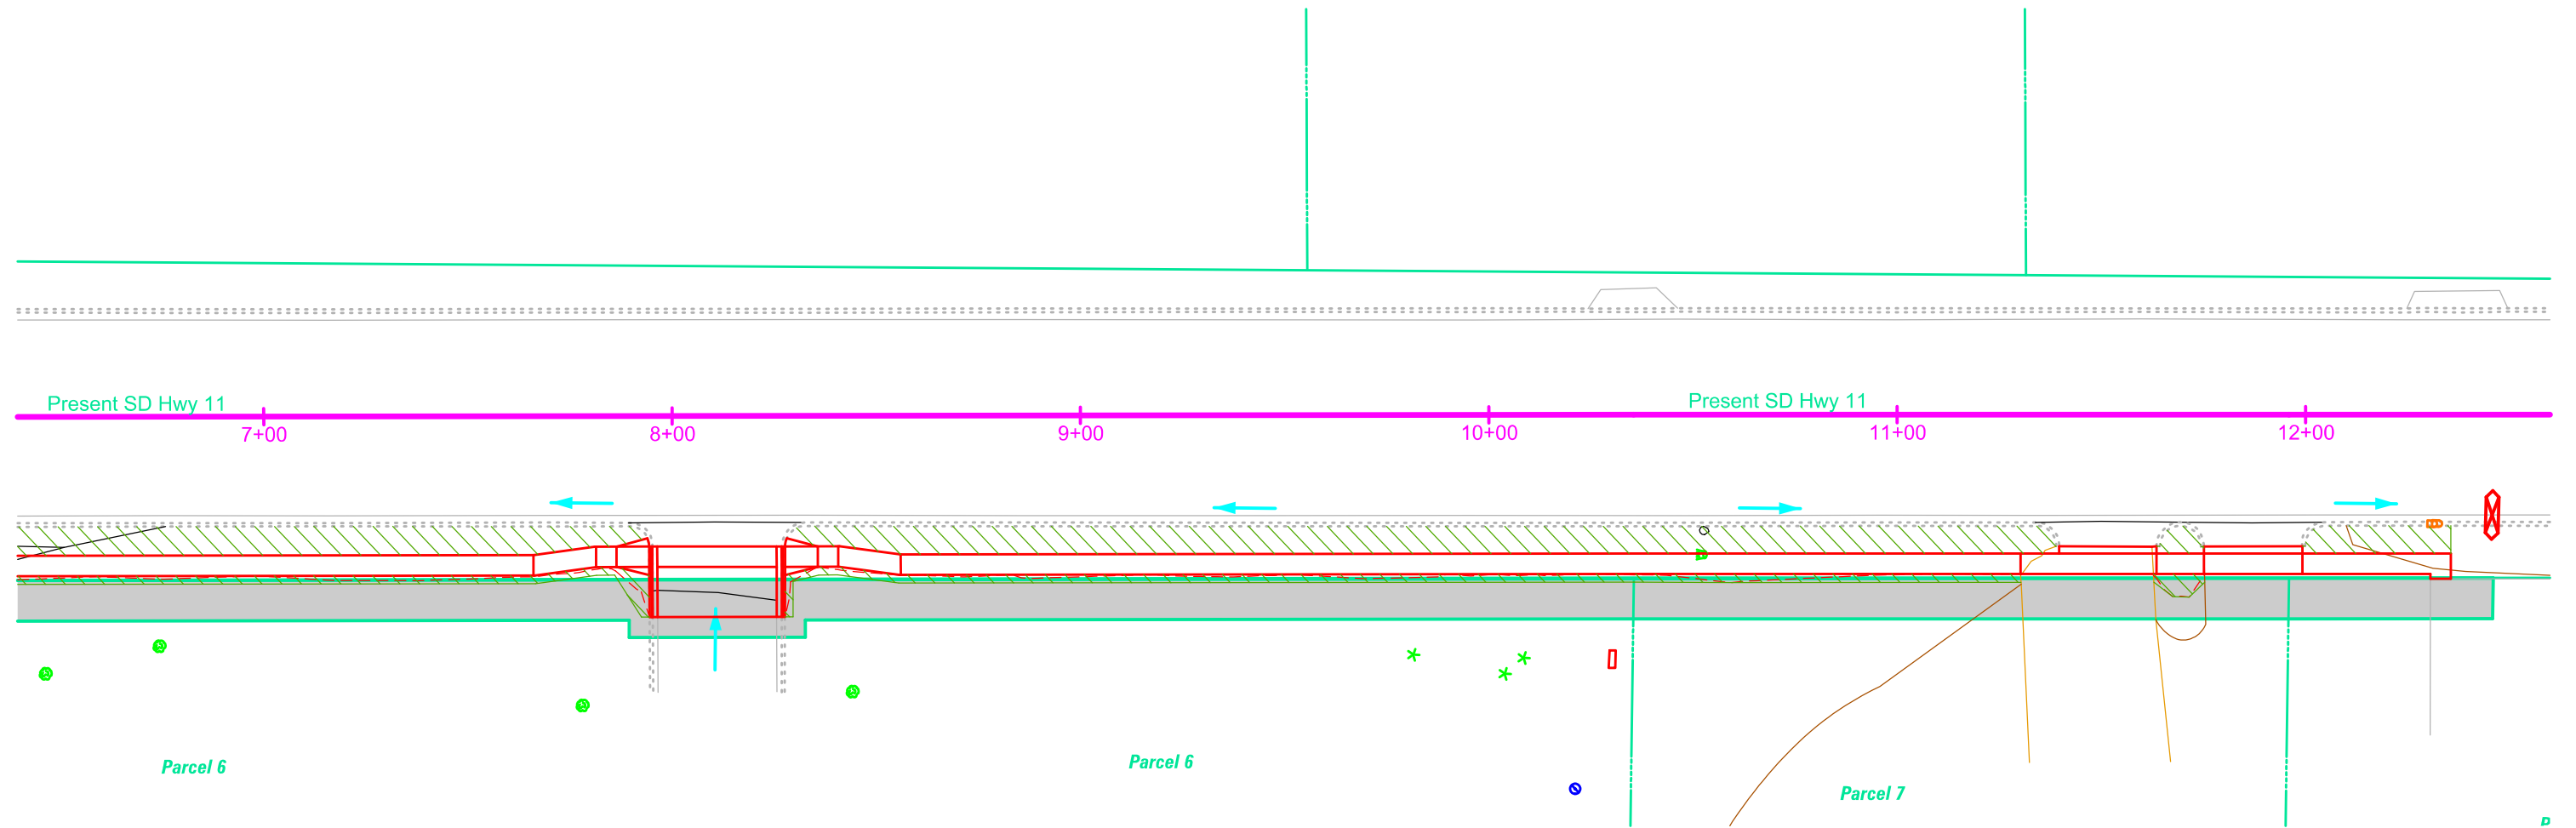 Present SD Hwy 11
Present SD Hwy 11
7+00
8+00
9+00
10+00
11+00
12+00
Parcel 6
Parcel 6
Parcel 7